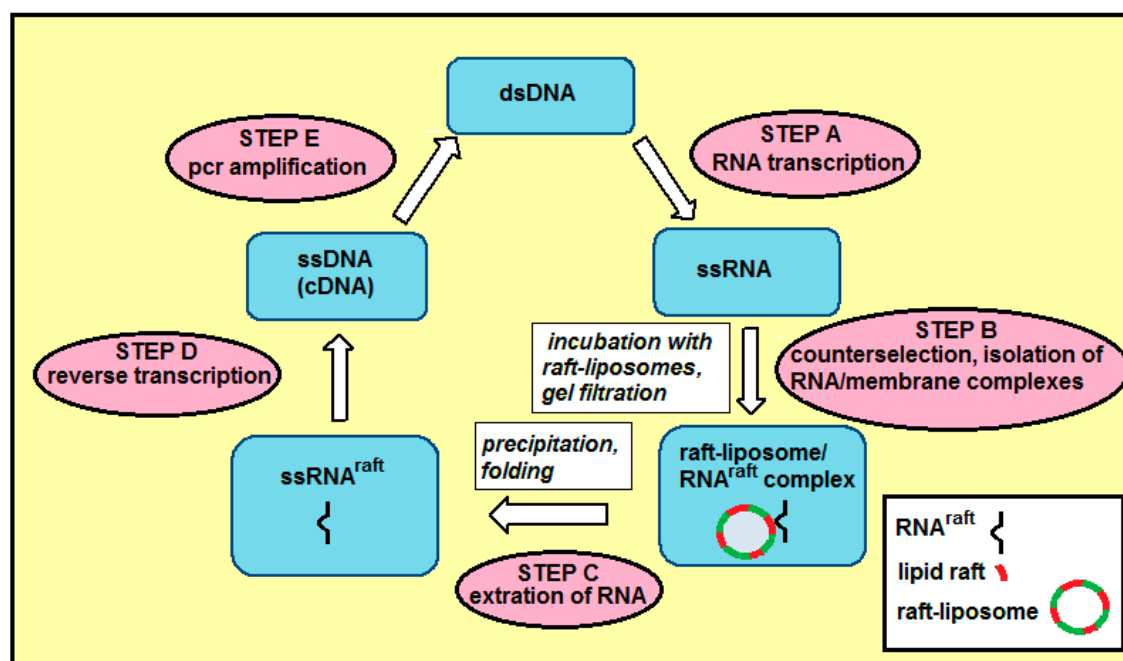 dsDNA
STEP A
RNA transcription
ssRNA
STEP B
counterselection, isolation of
RNA/membrane complexes
incubation with
raft-liposomes,
gel filtration
raft-liposome/
RNAraft complex
STEP C
extration of RNA
precipitation,
folding
ssRNAraft
STEP D
reverse transcription
ssDNA
(cDNA)
STEP E
pcr amplification
RNAraft
lipid raft
raft-liposome